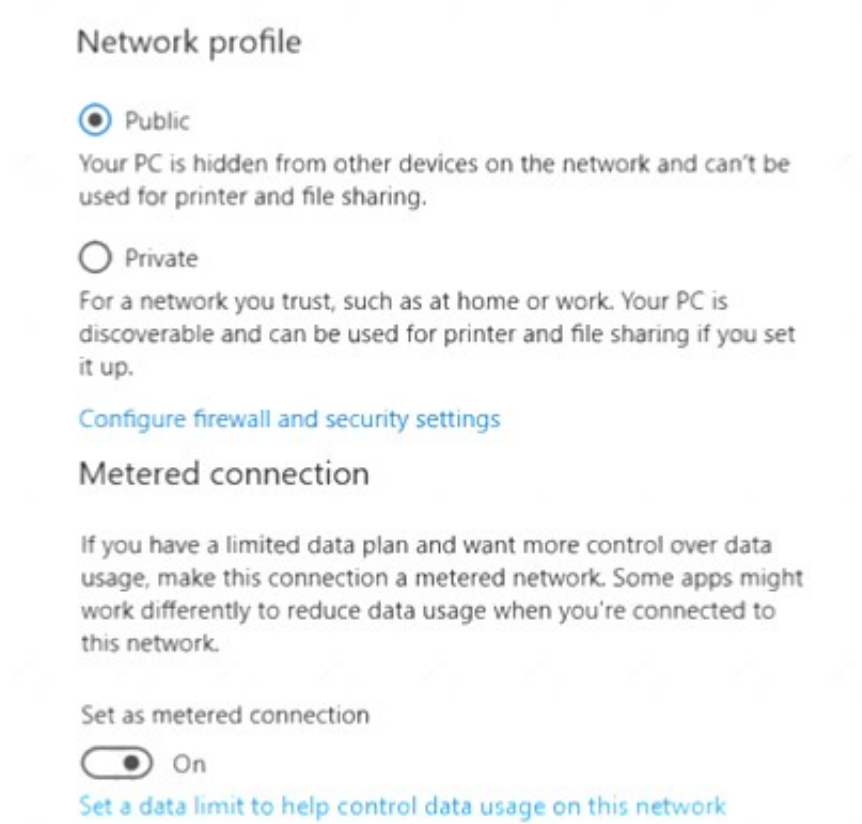 Network profile
Public
Your PC is hidden from other devices on the network and can't be
used for printer and file sharing.
Private
For a network you trust, such as at home or work. Your PC is
discoverable and can be used for printer and file sharing if you set
it up.
Configure firewall and security settings
Metered connection
If you have a limited data plan and want more control over data
usage, make this connection a metered network. Some apps might
work differently to reduce data usage when you're connected to
this network.
Set as metered connection
On
Set a data limit to help control data usage on this network